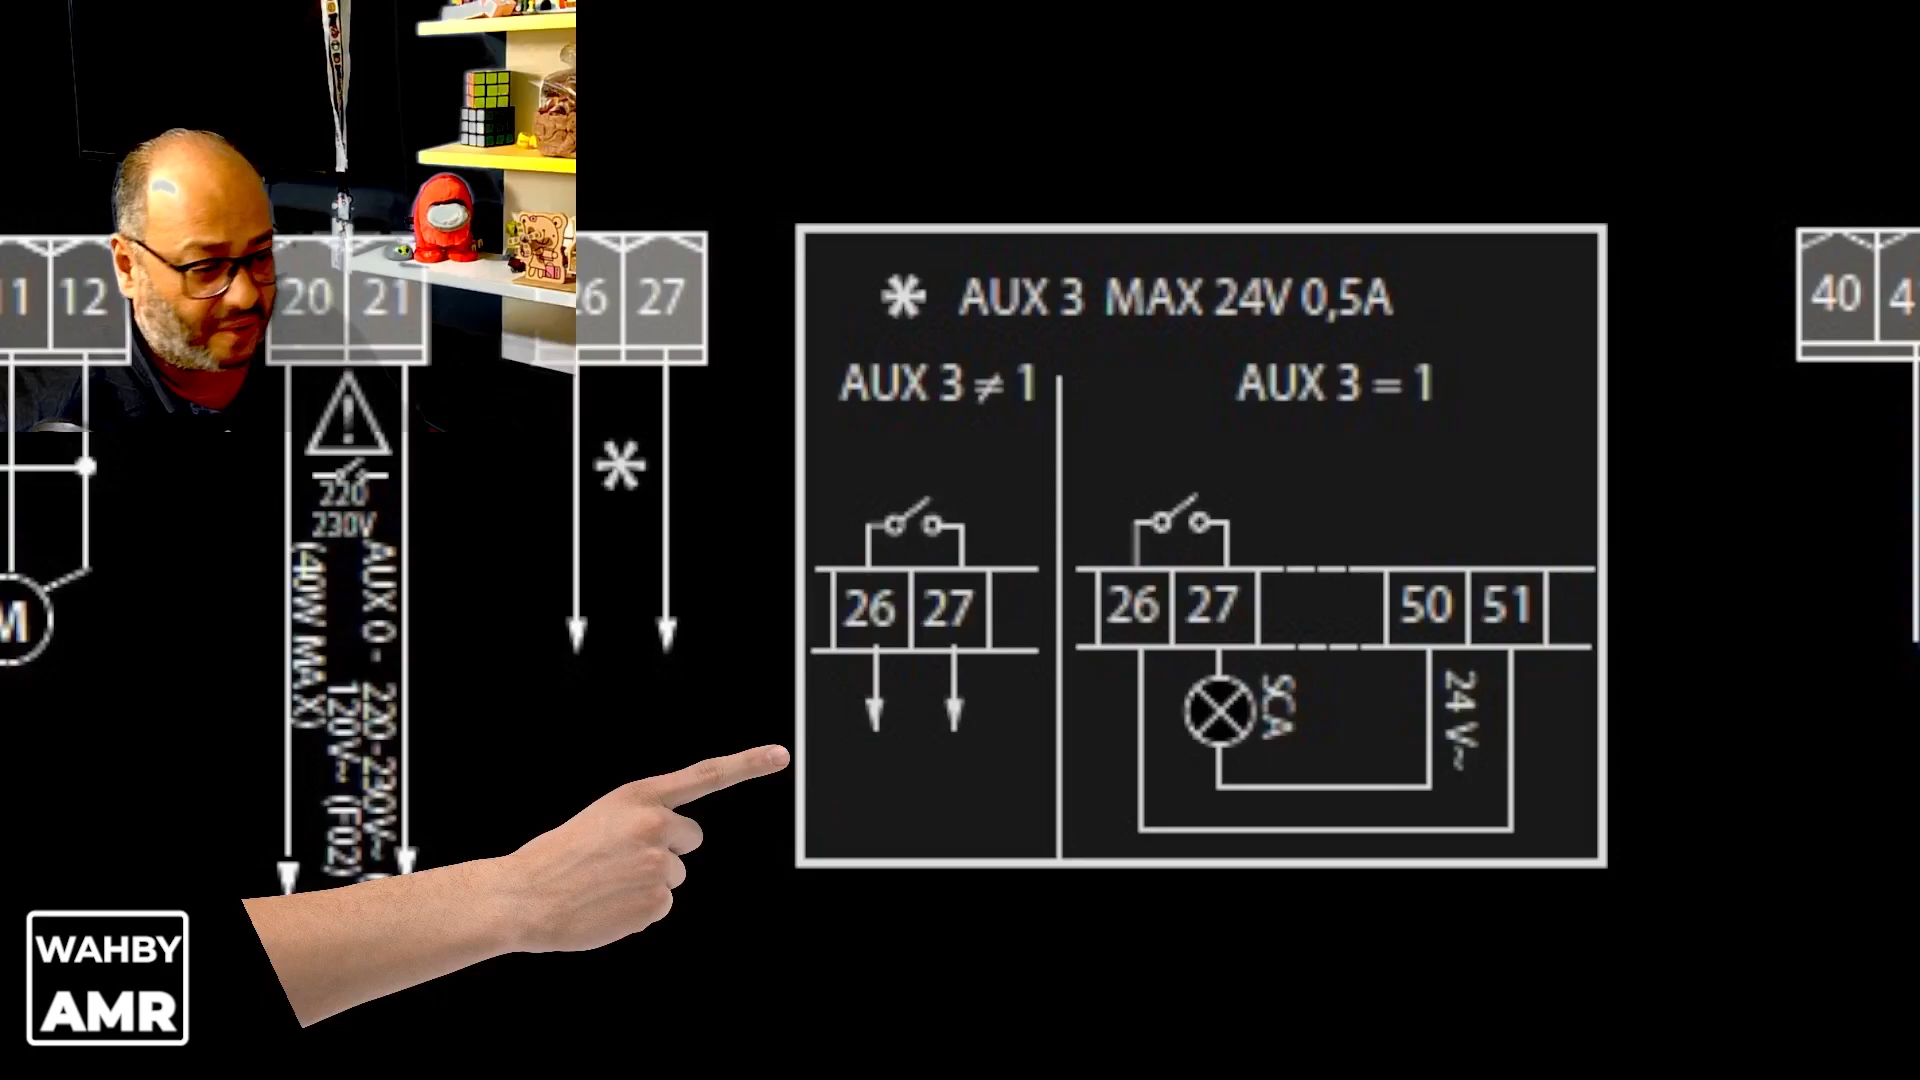 11 12
20 21
26 27
220
230V
AUX 0 - 220-230V~
120V~ (F02)
(40W MAX)
*
* AUX 3 MAX 24V 0,5A
AUX 3 ≠ 1
AUX 3 = 1
26 27
26 27 50 51
SCA
24 V~
40 4
M
WAHBY
AMR